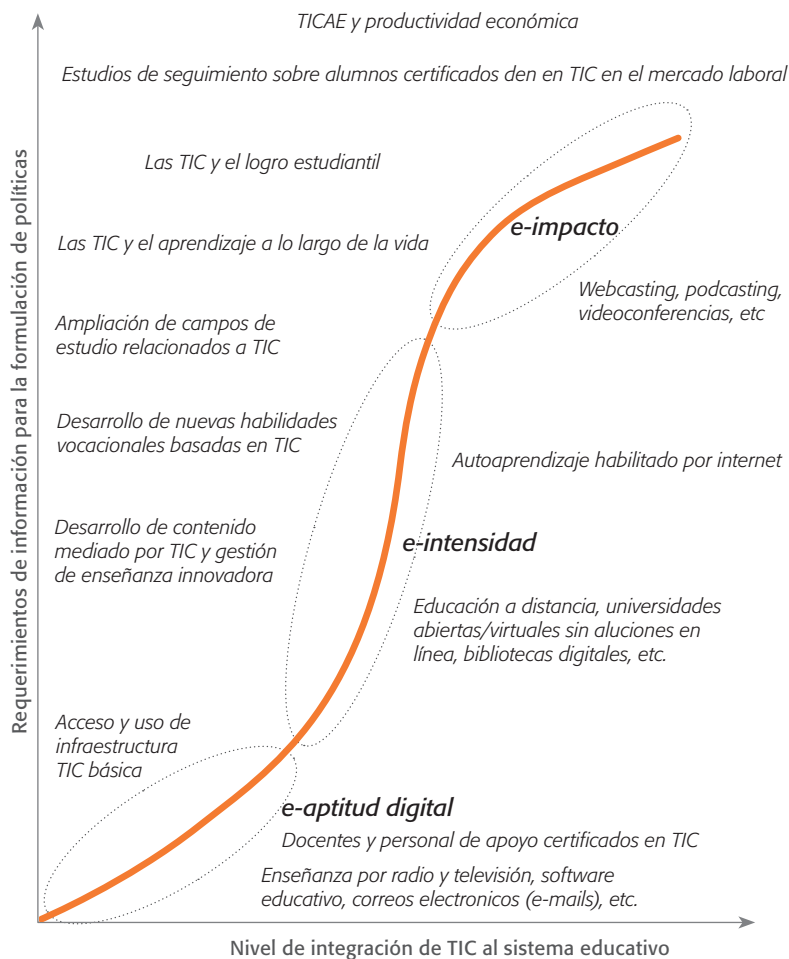 TICAE y productividad económica
Estudios de seguimiento sobre alumnos certificados den en TIC en el mercado laboral
Las TIC y el logro estudiantil
e-impacto
Las TIC y el aprendizaje a lo largo de la vida
Webcasting, podcasting,
videoconferencias, etc
Ampliación de campos de
estudio relacionados a TIC
Desarrollo de nuevas habilidades
vocacionales basadas en TIC
Autoaprendizaje habilitado por internet
Desarrollo de contenido
mediado por TIC y gestión
de enseñanza innovadora
e-intensidad
Educación a distancia, universidades
abiertas/virtuales sin aluciones en
línea, bibliotecas digitales, etc.
Acceso y uso de
infraestructura
TIC básica
e-aptitud digital
Docentes y personal de apoyo certificados en TIC
Enseñanza por radio y televisión, software
educativo, correos electronicos (e-mails), etc.
Requerimientos de información para la formulación de políticas
Nivel de integración de TIC al sistema educativo